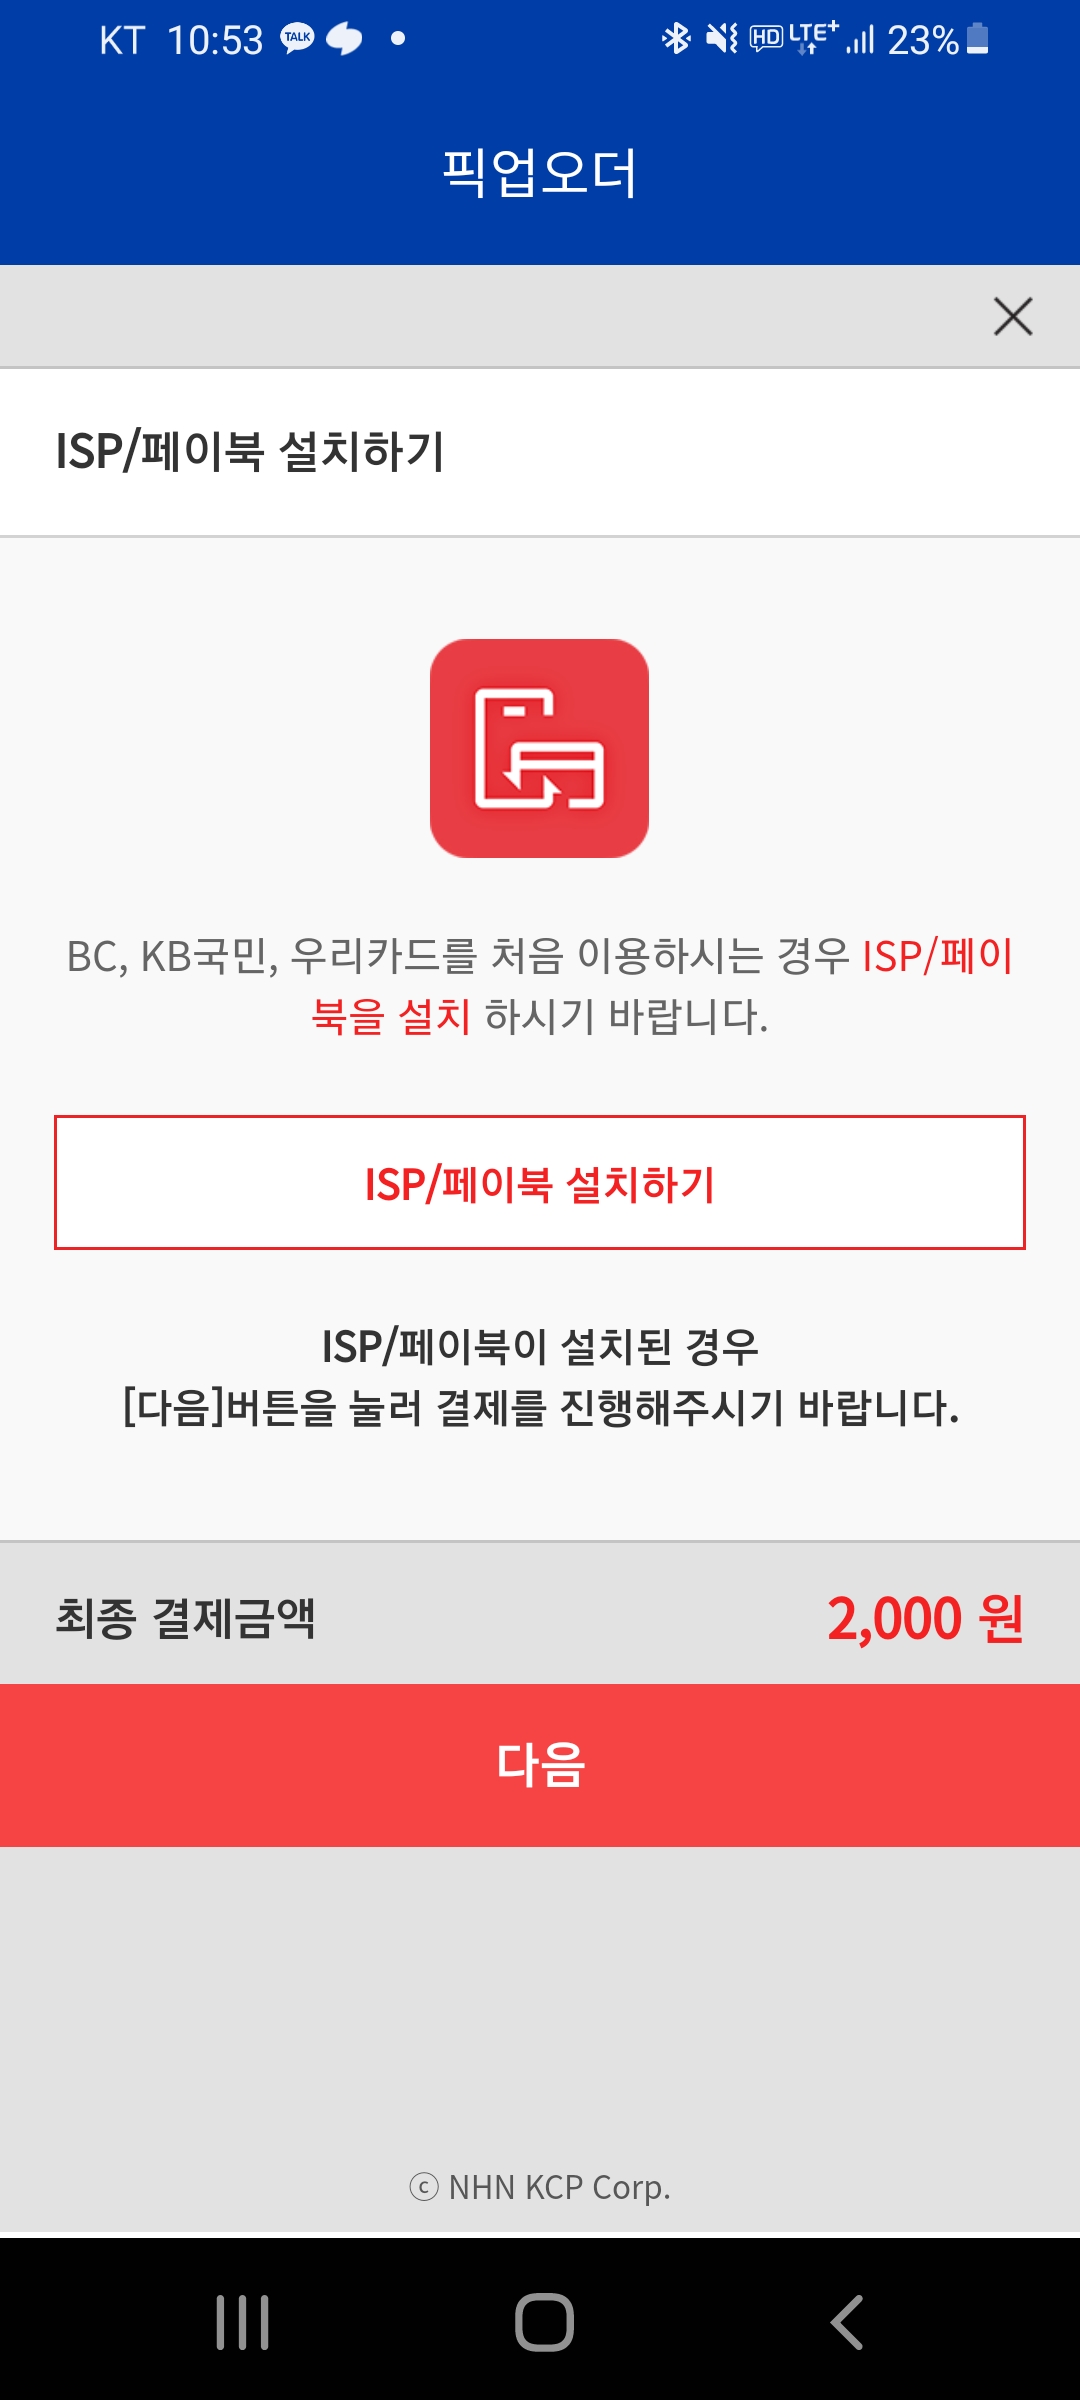 KT 10:53 TALK HD LTE+ 23%
픽업오더
ISP/페이북 설치하기
BC, KB국민, 우리카드를 처음 이용하시는 경우 ISP/페이
북을 설치 하시기 바랍니다.
ISP/페이북 설치하기
ISP/페이북이 설치된 경우
[다음]버튼을 눌러 결제를 진행해주시기 바랍니다.
최종 결제금액 2,000 원
다음
ⓒ NHN KCP Corp.